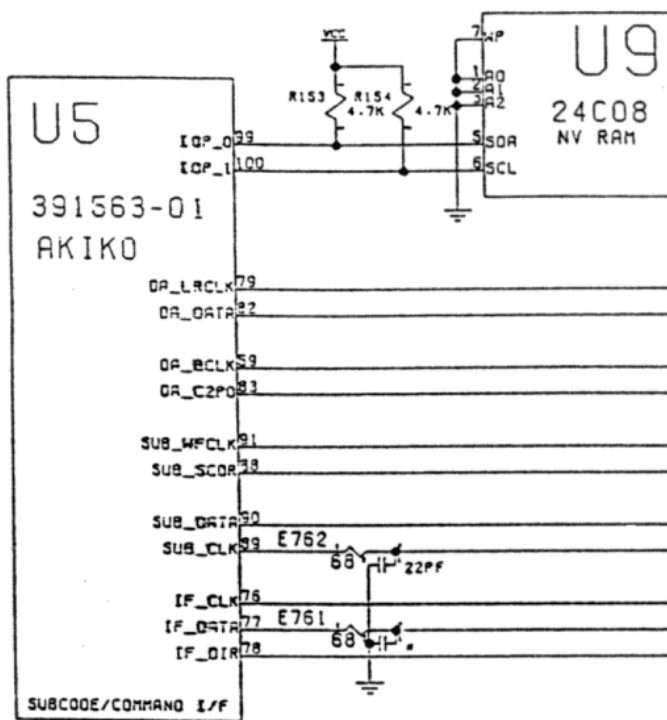 VCC
7 WP
U9
1 A0
2 A1
3 A2
24C08
NV RAM
R153
4.7K
R154
4.7K
5 SDA
6 SCL
U5
391563-01
AKIKO
IOP_0 99
IOP_1 100
DA_LRCLK 79
DA_DATA 82
DA_BCLK 59
DA_C2PO 83
SUB_WFCLK 91
SUB_SCOR 38
SUB_DATA 90
SUB_CLK 89
E762
68
22PF
IF_CLK 76
IF_DATA 77
E761
68
*
IF_DIR 78
SUBCODE/COMMAND I/F